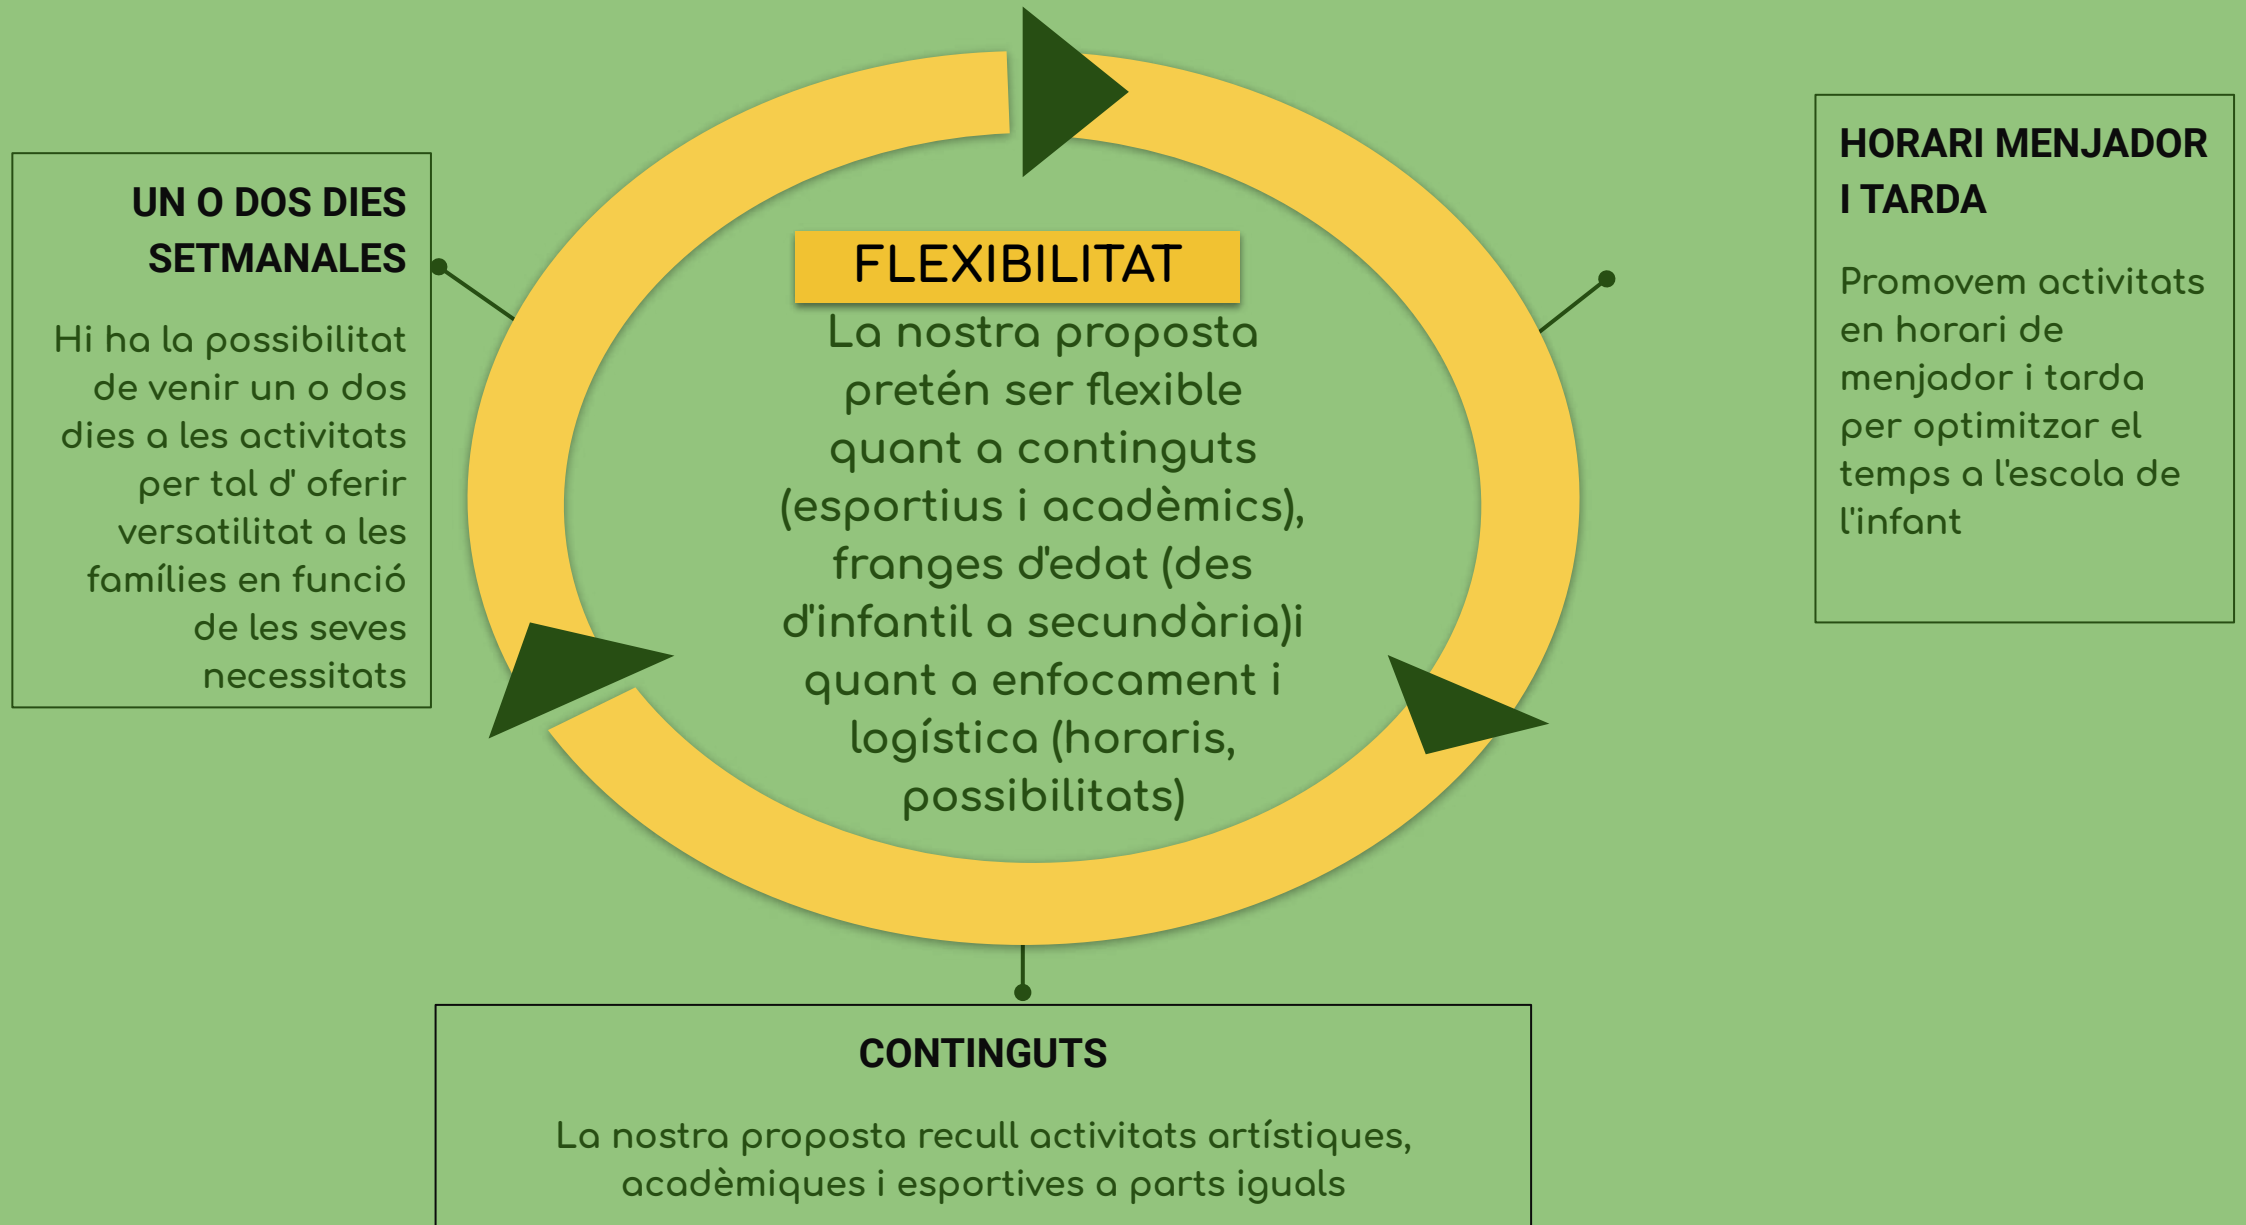 UN O DOS DIES
SETMANALES
Hi ha la possibilitat
de venir un o dos
dies a les activitats
per tal d' oferir
versatilitat a les
famílies en funció
de les seves
necessitats
FLEXIBILITAT
La nostra proposta
pretén ser flexible
quant a continguts
(esportius i acadèmics),
franges d'edat (des
d'infantil a secundària)i
quant a enfocament i
logística (horaris,
possibilitats)
HORARI MENJADOR
I TARDA
Promovem activitats
en horari de
menjador i tarda
per optimitzar el
temps a l'escola de
l'infant
CONTINGUTS
La nostra proposta recull activitats artístiques,
acadèmiques i esportives a parts iguals